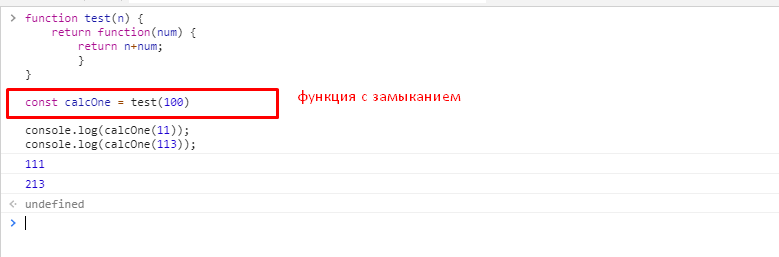 function test(n) {
return function(num) {
return n+num;
}
}
const calcOne = test(100)
функция с замыканием
console.log(calcOne(11));
console.log(calcOne(113));
111
213
undefined